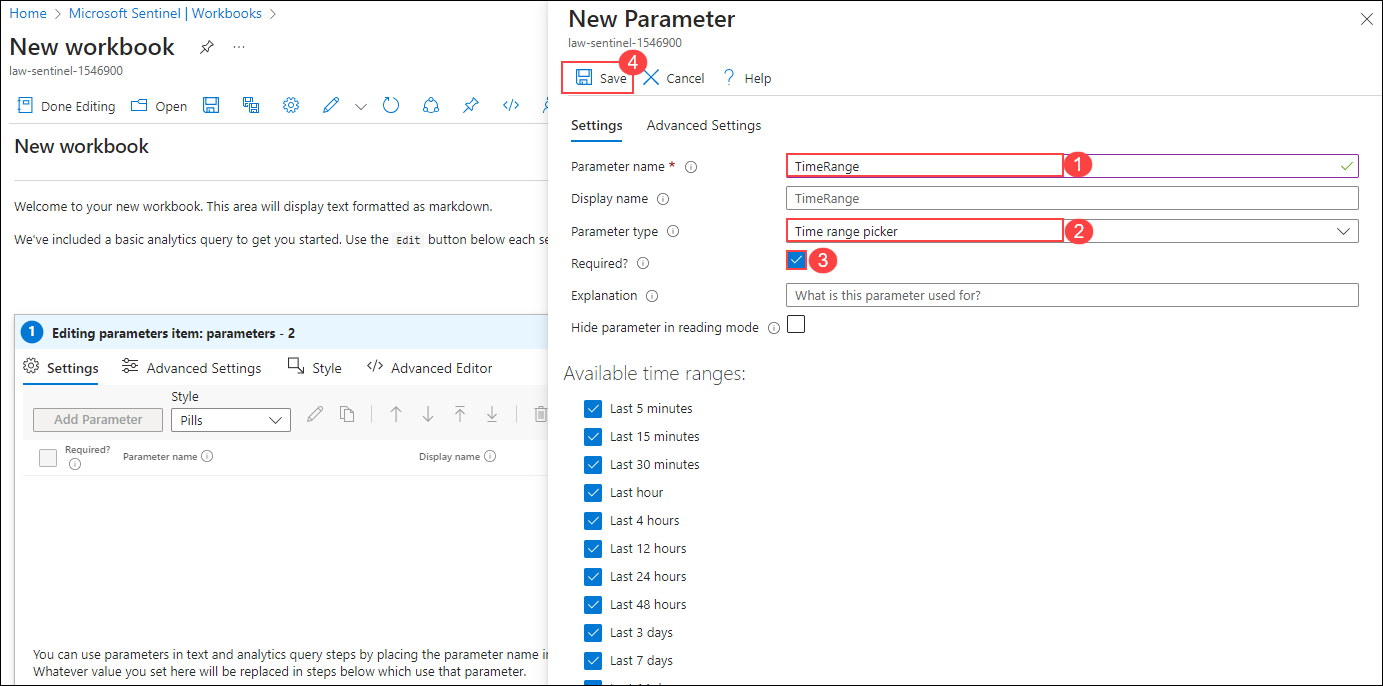 Home > Microsoft Sentinel | Workbooks >
New workbook ...
law-sentinel-1546900
Done Editing Open
New workbook
Welcome to your new workbook. This area will display text formatted as markdown.
We've included a basic analytics query to get you started. Use the Edit button below each se
1 Editing parameters item: parameters - 2
Settings Advanced Settings Style Advanced Editor
Style
Add Parameter Pills
Required? Parameter name Display name
You can use parameters in text and analytics query steps by placing the parameter name i
Whatever value you set here will be replaced in steps below which use that parameter.
New Parameter
law-sentinel-1546900
4
Save Cancel ? Help
Settings Advanced Settings
Parameter name * TimeRange 1
Display name TimeRange
Parameter type Time range picker 2
Required? 3
Explanation What is this parameter used for?
Hide parameter in reading mode
Available time ranges:
Last 5 minutes
Last 15 minutes
Last 30 minutes
Last hour
Last 4 hours
Last 12 hours
Last 24 hours
Last 48 hours
Last 3 days
Last 7 days